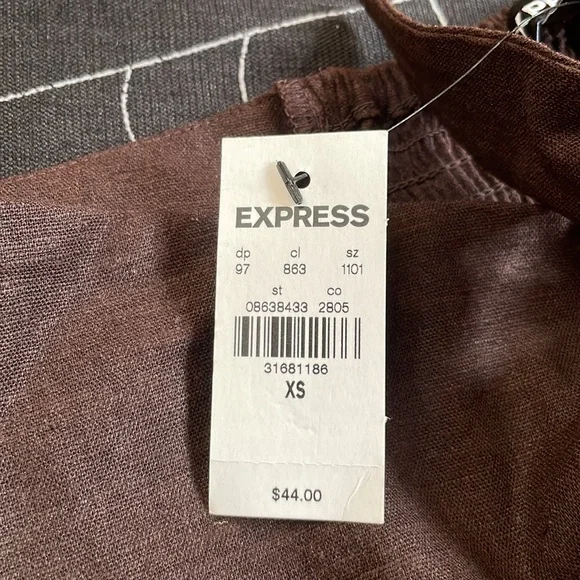 EXPRESS
dp cl sz
97 863 1101
st co
08638433 2805
31681186
XS
$44.00